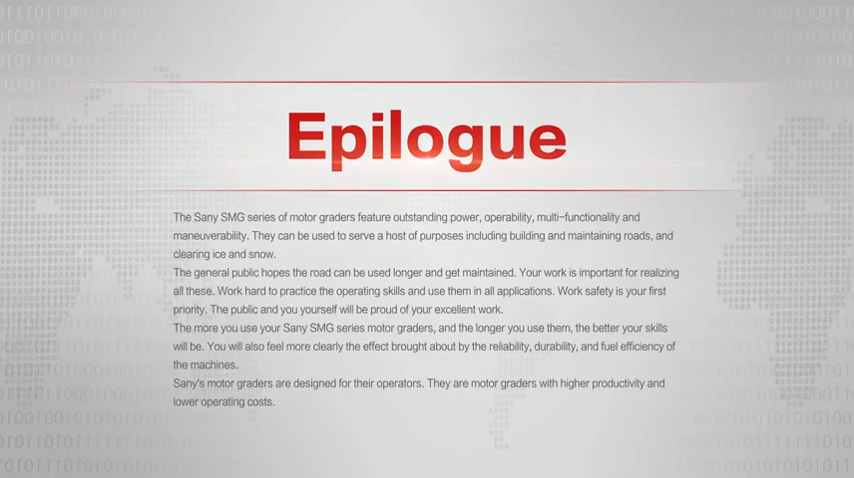 Epilogue
The Sany SMG series of motor graders feature outstanding power, operability, multi-functionality and
maneuverability. They can be used to serve a host of purposes including building and maintaining roads, and
clearing ice and snow.
The general public hopes the road can be used longer and get maintained. Your work is important for realizing
all these. Work hard to practice the operating skills and use them in all applications. Work safety is your first
priority. The public and you yourself will be proud of your excellent work.
The more you use your Sany SMG series motor graders, and the longer you use them, the better your skills
will be. You will also feel more clearly the effect brought about by the reliability, durability, and fuel efficiency of
the machines.
Sany's motor graders are designed for their operators. They are motor graders with higher productivity and
lower operating costs.